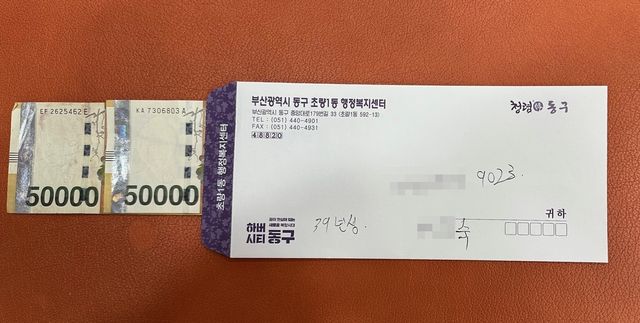 EF 2625462 E
50000
KA 7306803 A
50000
초량1동 행정복지센터
부산광역시 동구 초량1동 행정복지센터
부산광역시 동구 중앙대로179번길 33 (초량1동 592-13)
TEL : (051) 440-4901
FAX : (051) 440-4931
48820
청렴 동구
9023.
귀하
39년생.
숙
하버
시티 동구